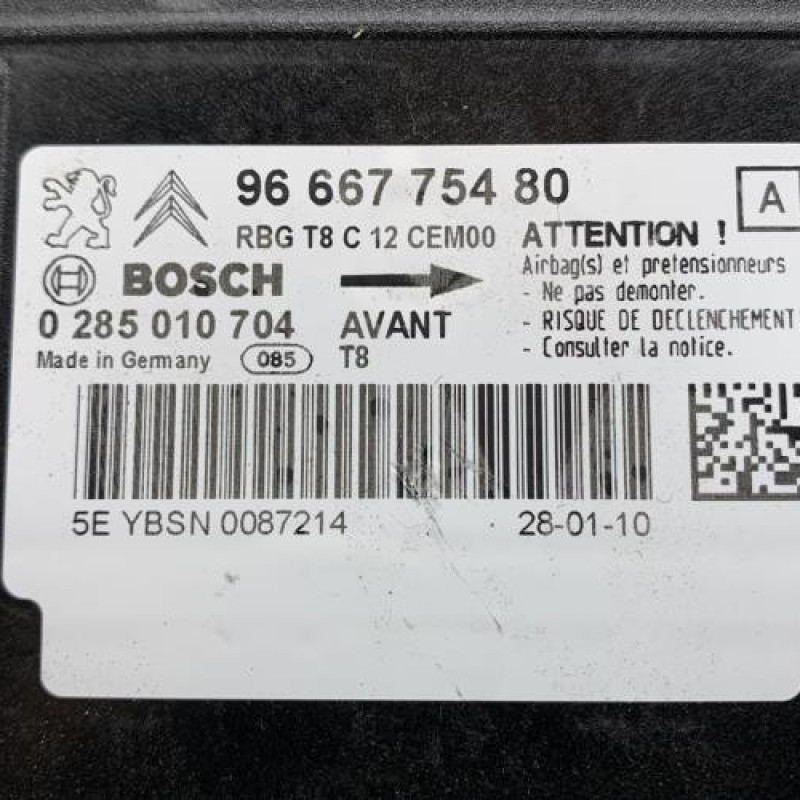 96 667 754 80
A
RBG T8 C 12 CEM00
ATTENTION !
Airbag(s) et pretensionneurs
- Ne pas demonter.
- RISQUE DE DECLENCHEMENT
- Consulter la notice.
BOSCH
0 285 010 704
AVANT
Made in Germany
085
T8
5E YBSN 0087214
28-01-10